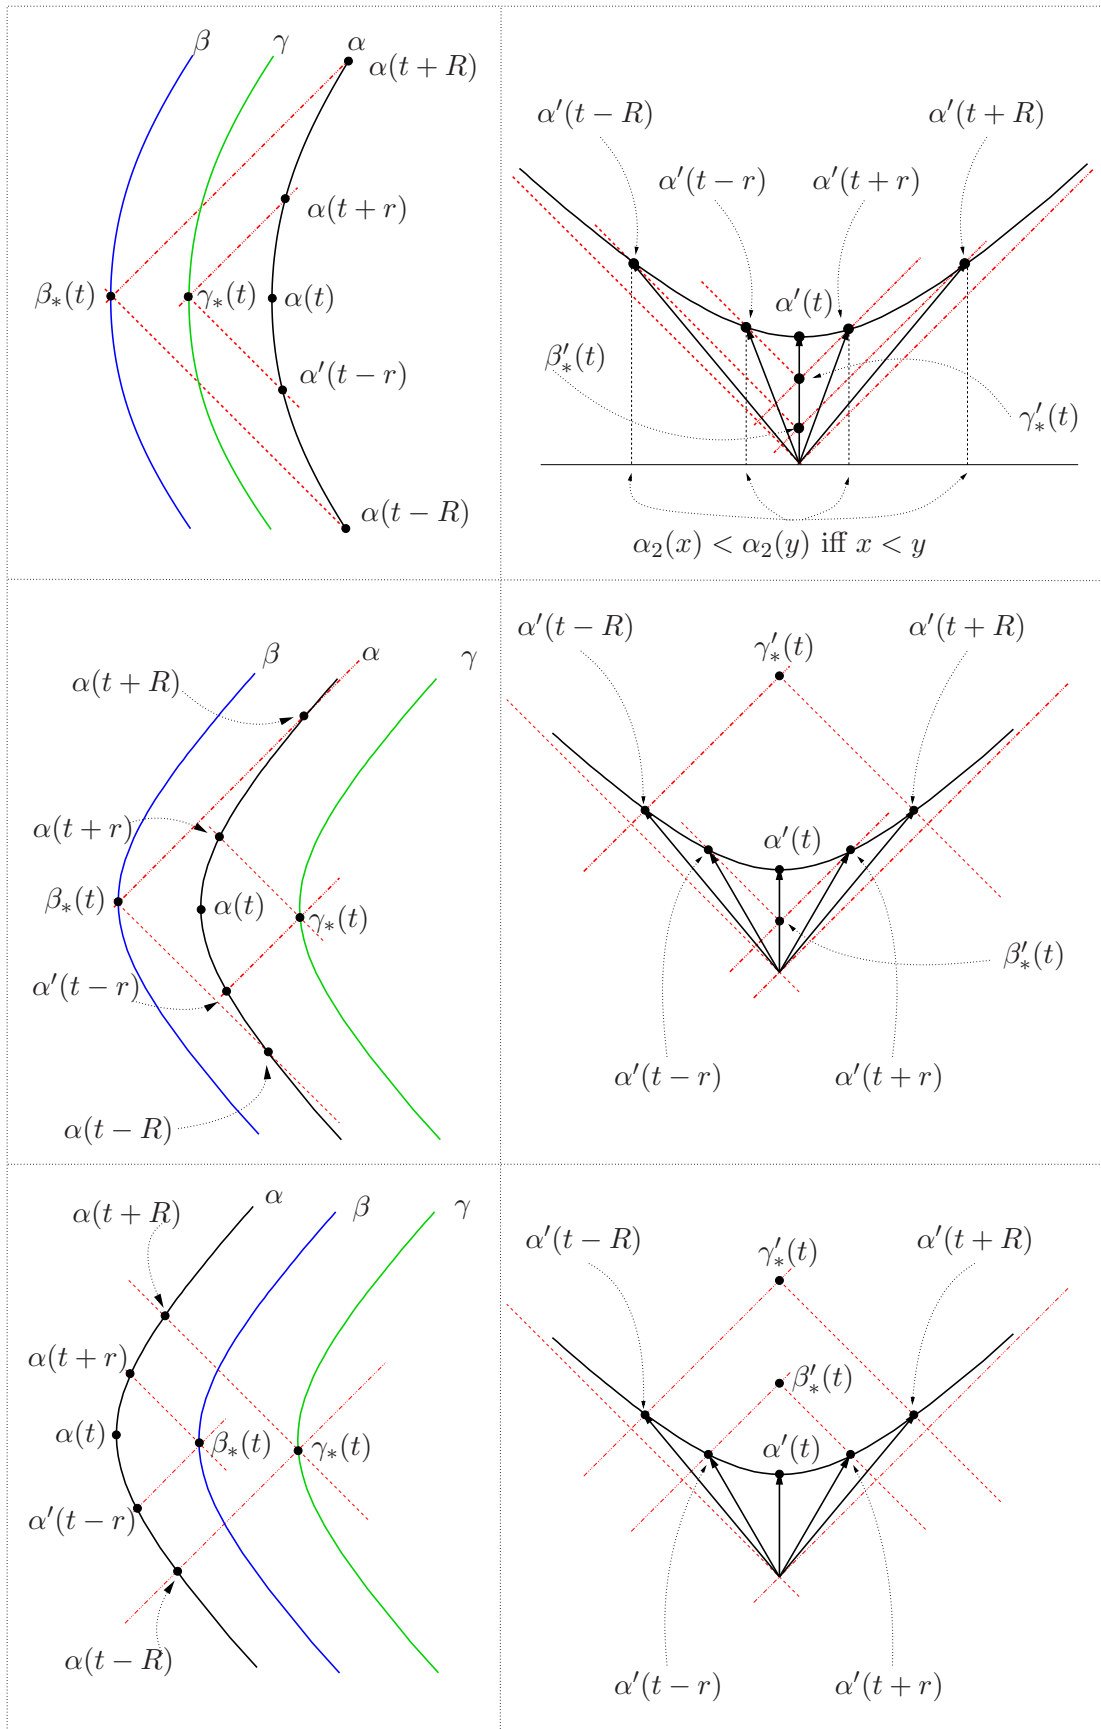 β γ α
α(t + R)
α(t + r)
β∗(t) γ∗(t) α(t)
α′(t − r)
α(t − R)
α′(t − R) α′(t + R)
α′(t − r) α′(t + r)
α′(t)
β′∗(t)
γ′∗(t)
α₂(x) < α₂(y) iff x < y
β α γ
α(t + R)
α(t + r)
β∗(t) α(t) γ∗(t)
α′(t − r)
α(t − R)
α′(t − R) γ′∗(t) α′(t + R)
α′(t)
β′∗(t)
α′(t − r) α′(t + r)
α β γ
α(t + R)
α(t + r)
α(t) β∗(t) γ∗(t)
α′(t − r)
α(t − R)
α′(t − R) γ′∗(t) α′(t + R)
β′∗(t)
α′(t)
α′(t − r) α′(t + r)